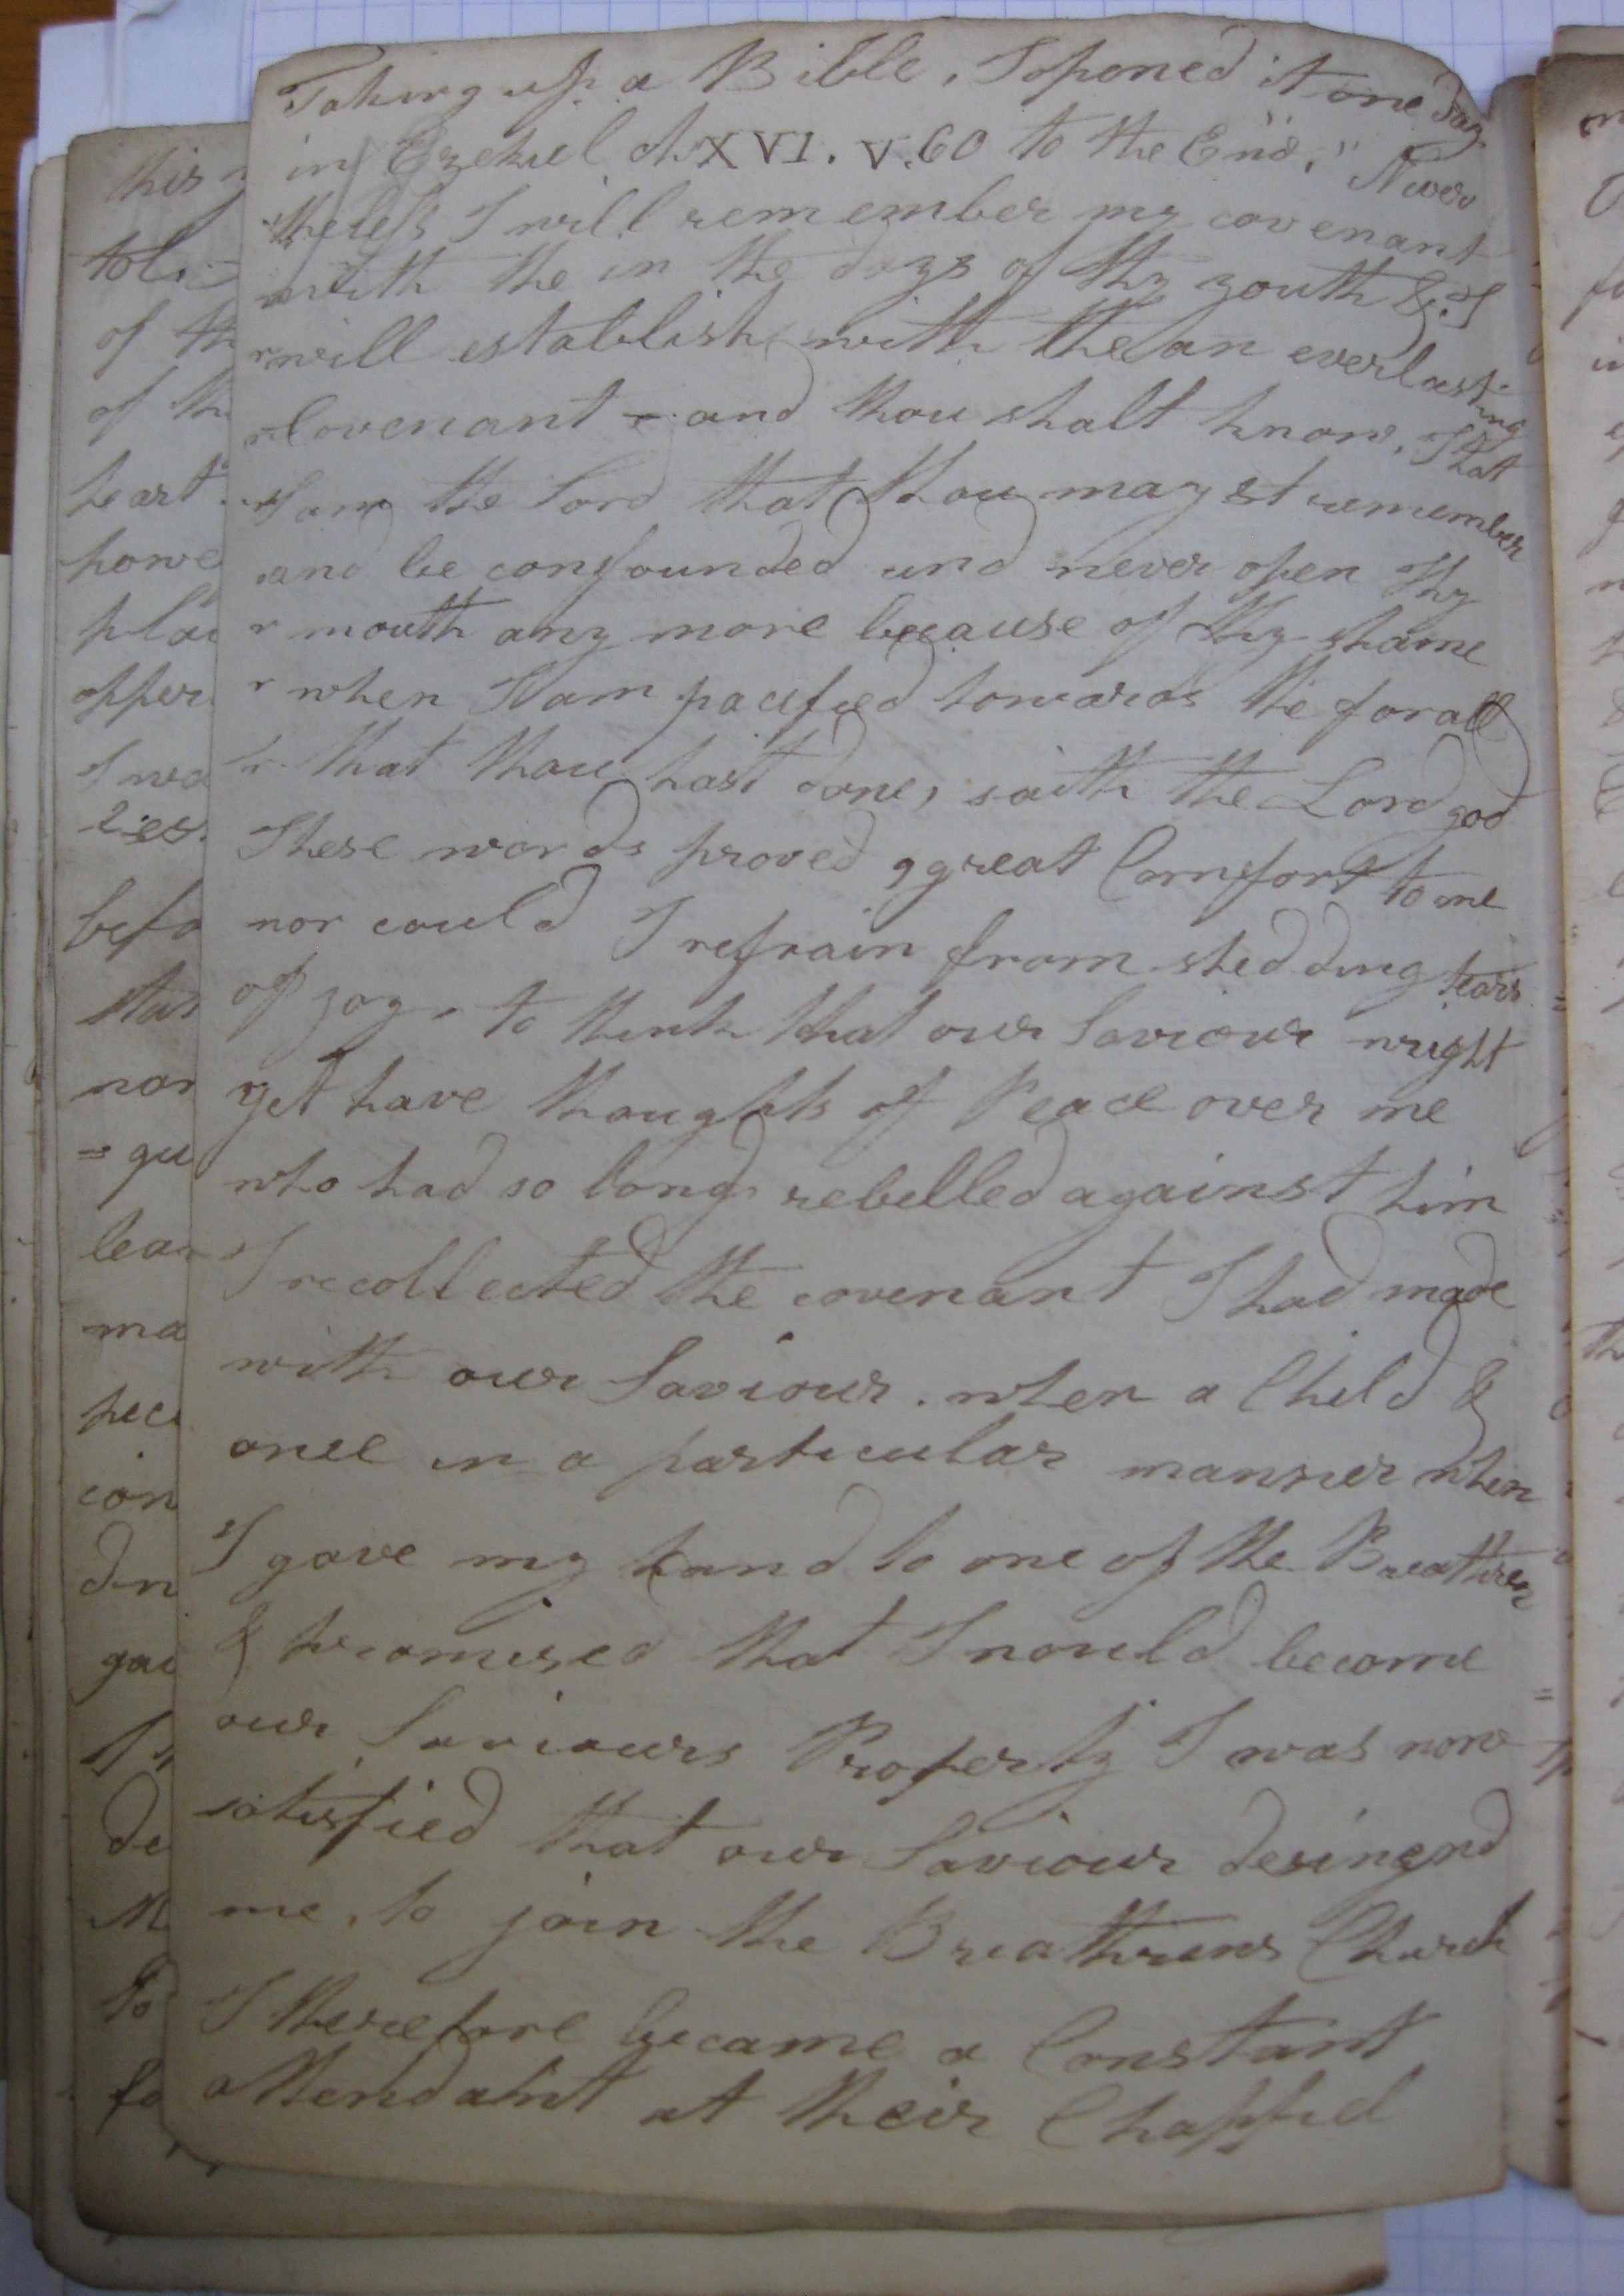 Taking up a Bible, I opened it one day
in Ezekiel ch XVI. V.60 to the End, "Never
"theless I will remember my covenant
"with the in the days of thy youth & I
"will establish with the an everlasting
"Covenant - and thou shalt know, That
"I am the Lord that thou mayest remember
"and be confounded and never open thy
" mouth any more because of thy shame
" when I am pacified towards the for all
" that thou hast done, saith the Lord god
These words proved a great Comfort to me
nor could I refrain from shedding tears
of joy, to think that our Saviour might
yet have thoughts of Peace over me
who had so long rebelled against him
I recollected the covenant I had made
with our Saviour. when a Child &
once in a particular manner when
I gave my hand to one of the Breathren
& promised that I would become
our Saviours Property I was now
satisfied that our Saviour desinend
me, to join the Breathrens Church
I therefore became a Constant
attendant at their Chappel